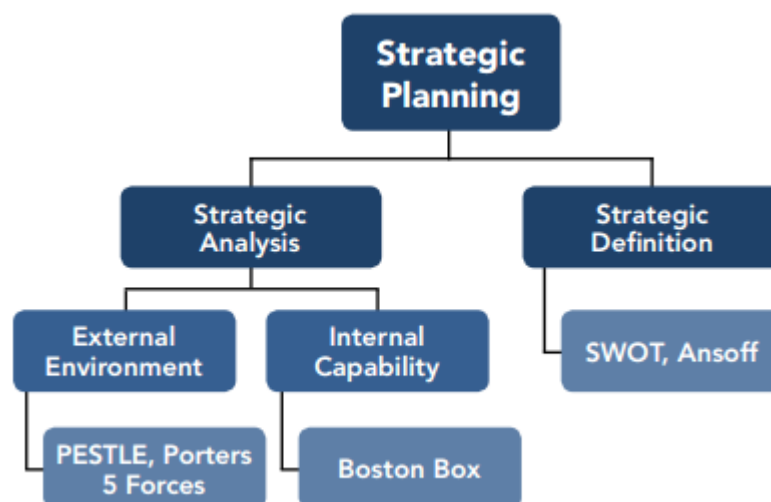 Strategic
Planning
Strategic
Analysis
Strategic
Definition
External
Environment
Internal
Capability
SWOT, Ansoff
PESTLE, Porters
5 Forces
Boston Box